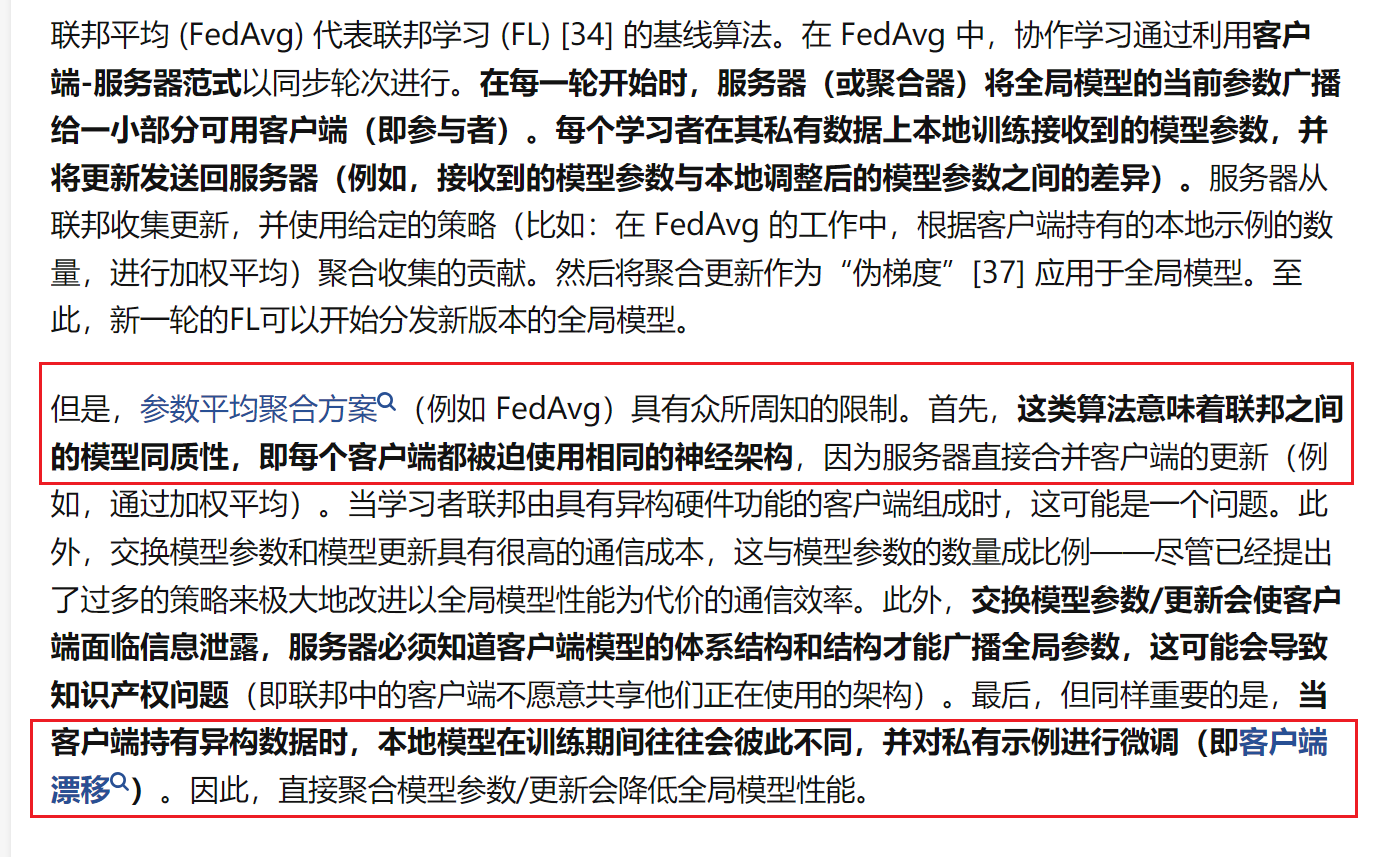 联邦平均 (FedAvg) 代表联邦学习 (FL) [34] 的基线算法。在 FedAvg 中，协作学习通过利用客户
端-服务器范式以同步轮次进行。在每一轮开始时，服务器（或聚合器）将全局模型的当前参数广播
给一小部分可用客户端（即参与者）。每个学习者在其私有数据上本地训练接收到的模型参数，并
将更新发送回服务器（例如，接收到的模型参数与本地调整后的模型参数之间的差异）。服务器从
联邦收集更新，并使用给定的策略（比如：在 FedAvg 的工作中，根据客户端持有的本地示例的数
量，进行加权平均）聚合收集的贡献。然后将聚合更新作为“伪梯度”[37] 应用于全局模型。至
此，新一轮的FL可以开始分发新版本的全局模型。
但是，参数平均聚合方案（例如 FedAvg）具有众所周知的限制。首先，这类算法意味着联邦之间
的模型同质性，即每个客户端都被迫使用相同的神经架构，因为服务器直接合并客户端的更新（例
如，通过加权平均）。当学习者联邦由具有异构硬件功能的客户端组成时，这可能是一个问题。此
外，交换模型参数和模型更新具有很高的通信成本，这与模型参数的数量成比例——尽管已经提出
了过多的策略来极大地改进以全局模型性能为代价的通信效率。此外，交换模型参数/更新会使客户
端面临信息泄露，服务器必须知道客户端模型的体系结构和结构才能广播全局参数，这可能会导致
知识产权问题（即联邦中的客户端不愿意共享他们正在使用的架构）。最后，但同样重要的是，当
客户端持有异构数据时，本地模型在训练期间往往会彼此不同，并对私有示例进行微调（即客户端
漂移）。因此，直接聚合模型参数/更新会降低全局模型性能。